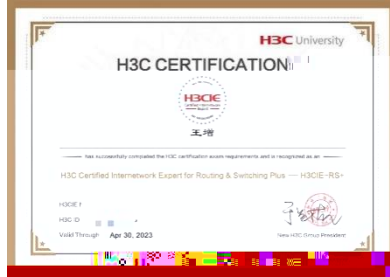 H3C University
H3C CERTIFICATION
H3CIE
王增
has successfully completed the H3C certification exam requirements and is recognized as an
H3C Certified Internetwork Expert for Routing & Switching Plus — H3CIE-RS+
H3CIE
H3C
Valid Through Apr 30, 2023
New H3C Group President